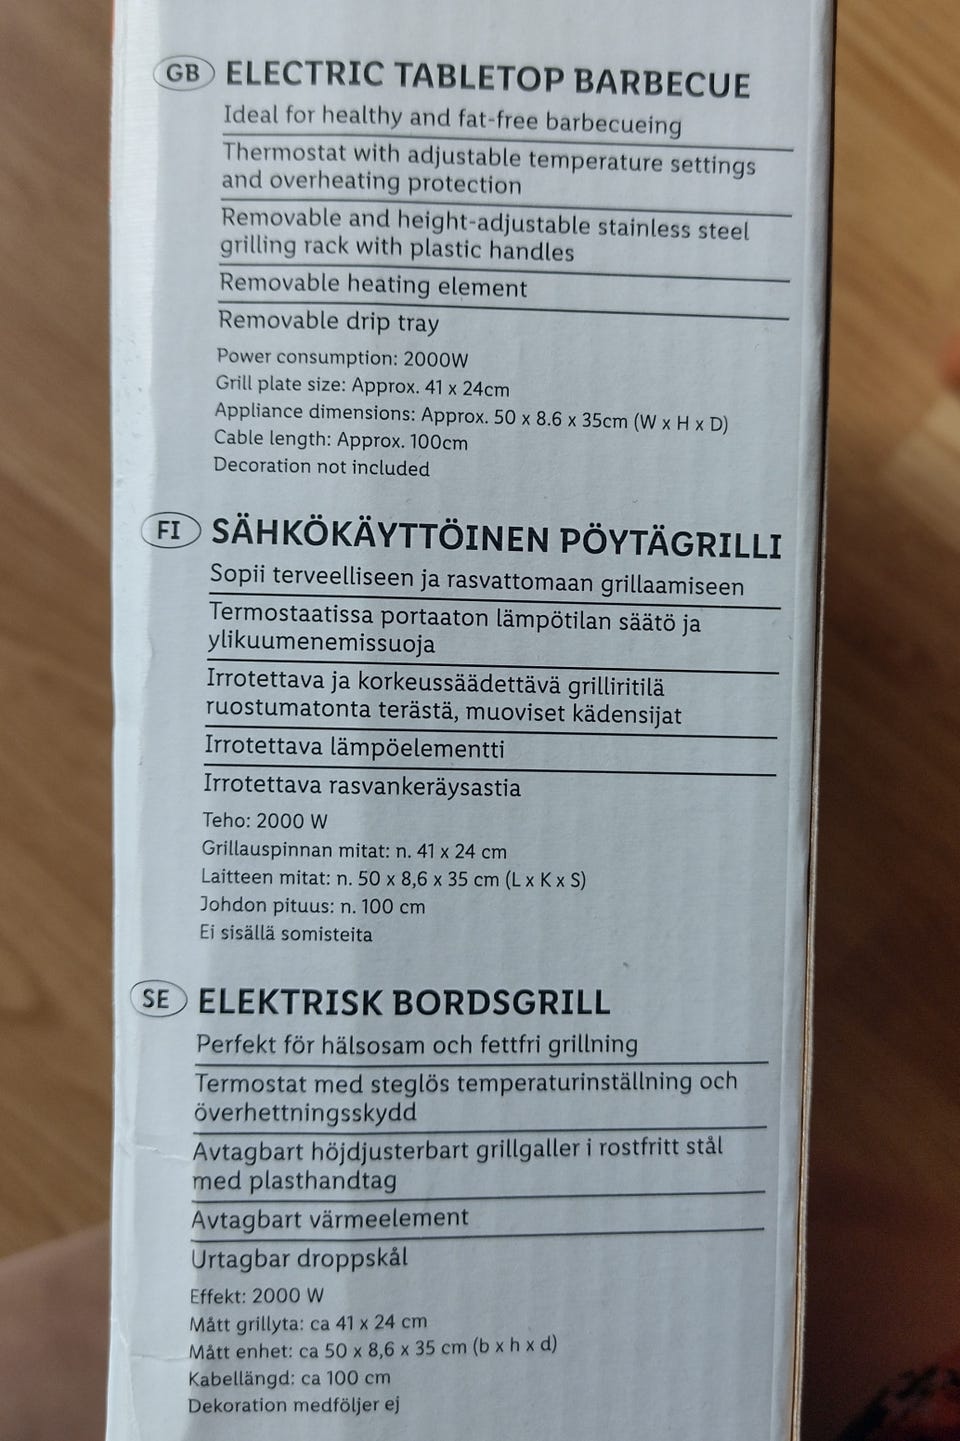 GB ELECTRIC TABLETOP BARBECUE
Ideal for healthy and fat-free barbecueing
Thermostat with adjustable temperature settings
and overheating protection
Removable and height-adjustable stainless steel
grilling rack with plastic handles
Removable heating element
Removable drip tray
Power consumption: 2000W
Grill plate size: Approx. 41 x 24cm
Appliance dimensions: Approx. 50 x 8.6 x 35cm (W x H x D)
Cable length: Approx. 100cm
Decoration not included
FI SÄHKÖKÄYTTÖINEN PÖYTÄGRILLI
Sopii terveelliseen ja rasvattomaan grillaamiseen
Termostaatissa portaaton lämpötilan säätö ja
ylikuumenemissuoja
Irrotettava ja korkeussäädettävä grilliritilä
ruostumatonta terästä, muoviset kädensijat
Irrotettava lämpöelementti
Irrotettava rasvankeräysastia
Teho: 2000 W
Grillauspinnan mitat: n. 41 x 24 cm
Laitteen mitat: n. 50 x 8,6 x 35 cm (L x K x S)
Johdon pituus: n. 100 cm
Ei sisällä somisteita
SE ELEKTRISK BORDSGRILL
Perfekt för hälsosam och fettfri grillning
Termostat med steglös temperaturinställning och
överhettningsskydd
Avtagbart höjdjusterbart grillgaller i rostfritt stål
med plasthandtag
Avtagbart värmeelement
Urtagbar droppskål
Effekt: 2000 W
Mått grillyta: ca 41 x 24 cm
Mått enhet: ca 50 x 8,6 x 35 cm (b x h x d)
Kabellängd: ca 100 cm
Dekoration medföljer ej